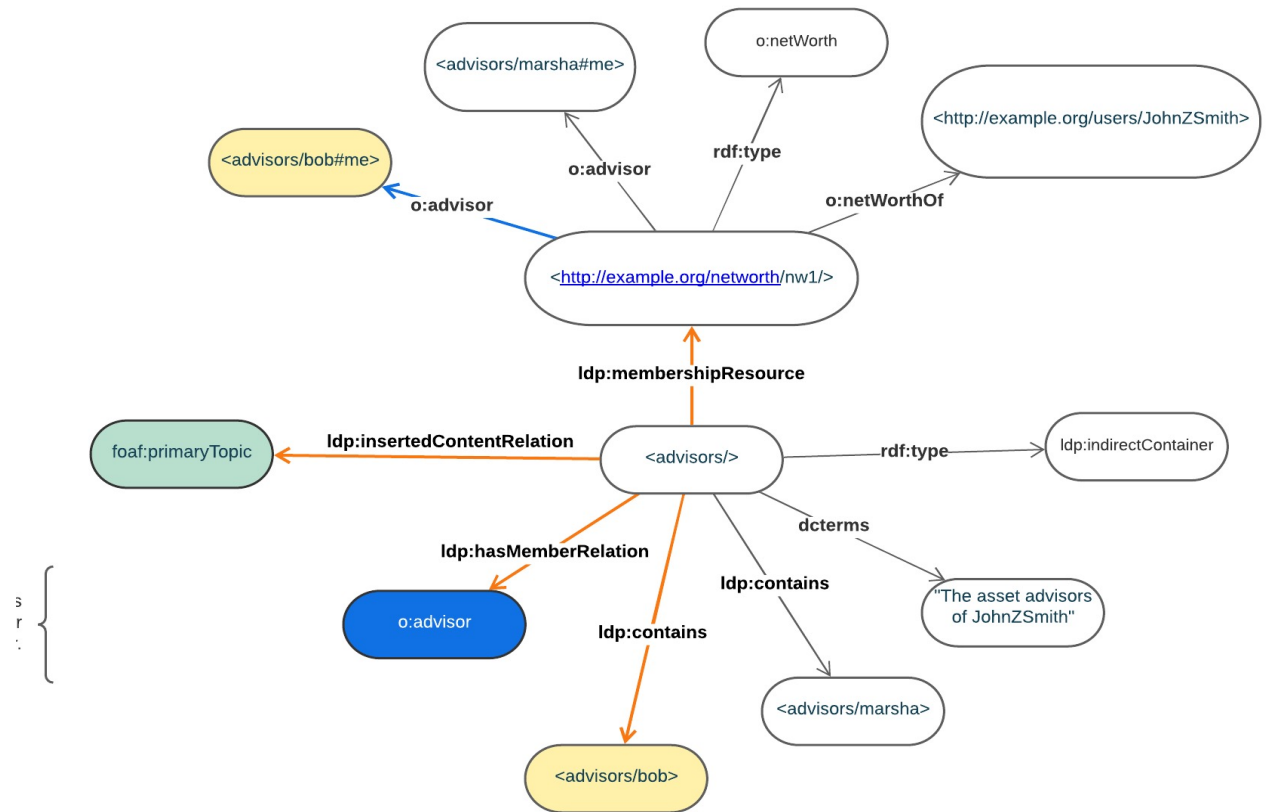 o:netWorth
<advisors/marsha#me>
<http://example.org/users/JohnZSmith>
<advisors/bob#me>
rdf:type
o:advisor
o:netWorthOf
o:advisor
<http://example.org/networth/nw1/>
ldp:membershipResource
ldp:insertedContentRelation
foaf:primaryTopic
<advisors/>
rdf:type
ldp:indirectContainer
dcterms
ldp:hasMemberRelation
ldp:contains
"The asset advisors
of JohnZSmith"
s
r
.
o:advisor
ldp:contains
<advisors/marsha>
<advisors/bob>